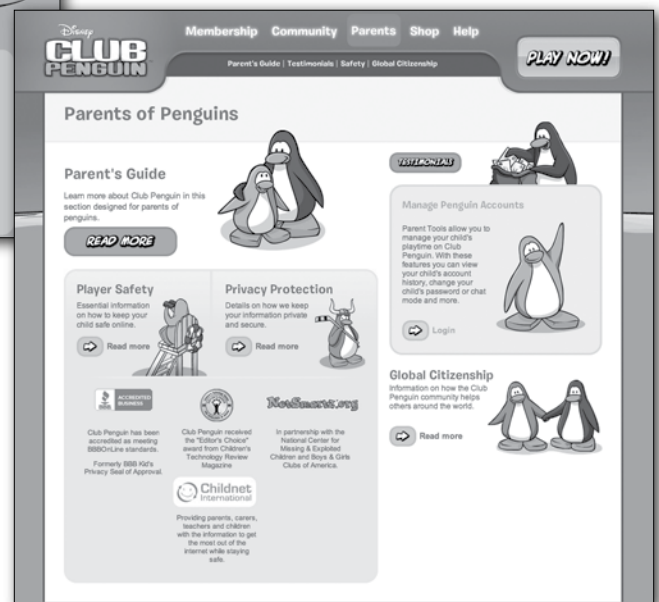 Disney
CLUB
PENGUIN
Membership Community Parents Shop Help
Parent's Guide | Testimonials | Safety | Global Citizenship
PLAY NOW!
Parents of Penguins
Parent's Guide
Learn more about Club Penguin in this
section designed for parents of
penguins.
READ MORE
TESTIMONIALS
Manage Penguin Accounts
Parent Tools allow you to
manage your child's
playtime on Club
Penguin. With these
features you can view
your child's account
history, change your
child's password or chat
mode and more.
Login
Player Safety
Essential information
on how to keep your
child safe online.
Read more
Privacy Protection
Details on how we keep
your information private
and secure.
Read more
Global Citizenship
Information on how the Club
Penguin community helps
others around the world.
Read more
ACCREDITED
BUSINESS
Club Penguin has been
accredited as meeting
BBBOnLine standards.
Formerly BBB Kid's
Privacy Seal of Approval.
Club Penguin received
the "Editor's Choice"
award from Children's
Technology Review
Magazine
NetSmartz.org
In partnership with the
National Center for
Missing & Exploited
Children and Boys & Girls
Clubs of America.
Childnet
International
Providing parents, carers,
teachers and children
with the information to get
the most out of the
internet while staying
safe.